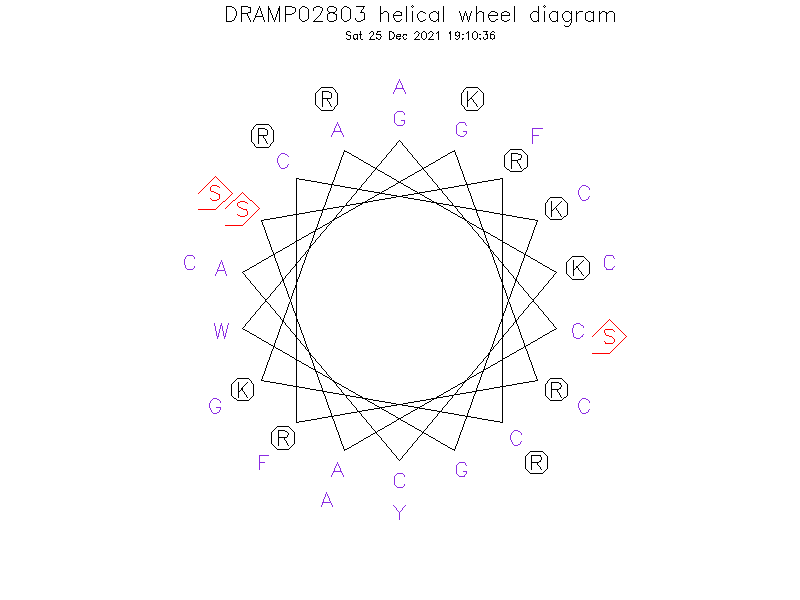 DRAMP02803 helical wheel diagram
Sat 25 Dec 2021 19:10:36
A
R K
G
A G
R F
C R
S C
S K
C A K C
W C S
K R
G C
R C
F R
A G
C
A
Y